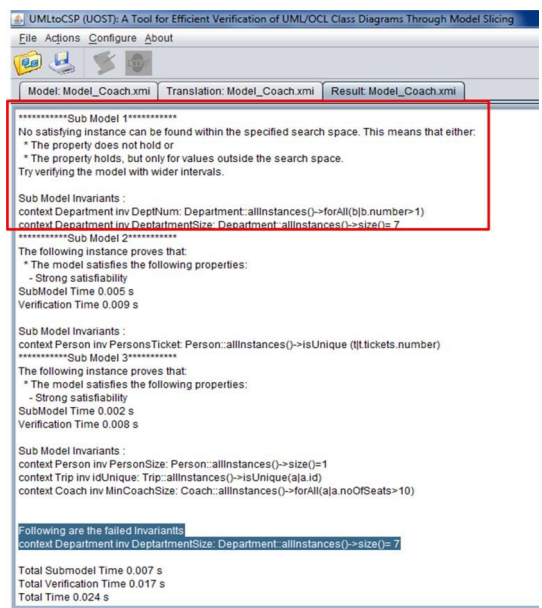 UMLtoCSP (UOST): A Tool for Efficient Verification of UML/OCL Class Diagrams Through Model Slicing
File Actions Configure About
Model: Model_Coach.xmi Translation: Model_Coach.xmi Result: Model_Coach.xmi
***********Sub Model 1***********
No satisfying instance can be found within the specified search space. This means that either:
* The property does not hold or
* The property holds, but only for values outside the search space.
Try verifying the model with wider intervals.
Sub Model Invariants :
context Department inv DeptNum: Department::allInstances()->forAll(b|b.number>1)
context Department inv DeptartmentSize: Department::allInstances()->size()= 7
***********Sub Model 2***********
The following instance proves that:
* The model satisfies the following properties:
- Strong satisfiability
SubModel Time 0.005 s
Verification Time 0.009 s
Sub Model Invariants :
context Person inv PersonsTicket: Person::allInstances()->isUnique (t|t.tickets.number)
***********Sub Model 3***********
The following instance proves that:
* The model satisfies the following properties:
- Strong satisfiability
SubModel Time 0.002 s
Verification Time 0.008 s
Sub Model Invariants :
context Person inv PersonSize: Person::allInstances()->size()=1
context Trip inv idUnique: Trip::allInstances()->isUnique(a|a.id)
context Coach inv MinCoachSize: Coach::allInstances()->forAll(a|a.noOfSeats>10)
Following are the failed Invariantts
context Department inv DeptartmentSize: Department::allInstances()->size()= 7
Total Submodel Time 0.007 s
Total Verification Time 0.017 s
Total Time 0.024 s